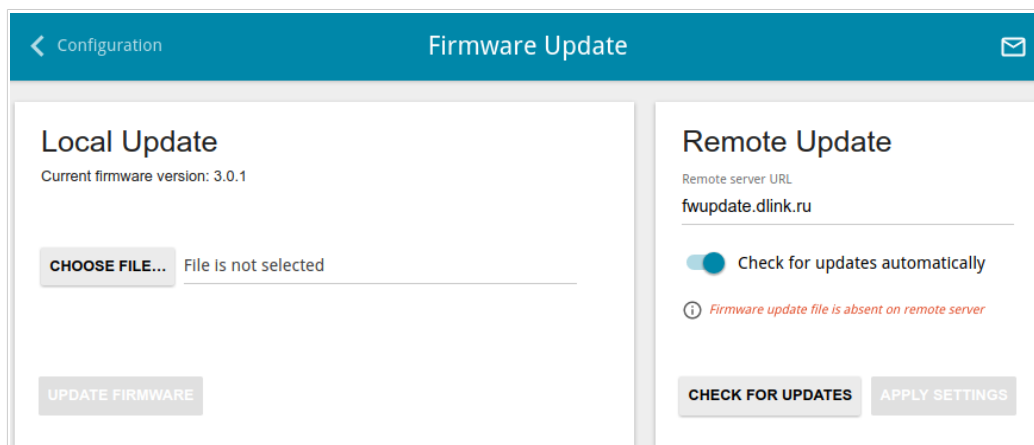 Configuration
Firmware Update
Local Update
Current firmware version: 3.0.1
CHOOSE FILE...
File is not selected
UPDATE FIRMWARE
Remote Update
Remote server URL
fwupdate.dlink.ru
Check for updates automatically
Firmware update file is absent on remote server
CHECK FOR UPDATES
APPLY SETTINGS